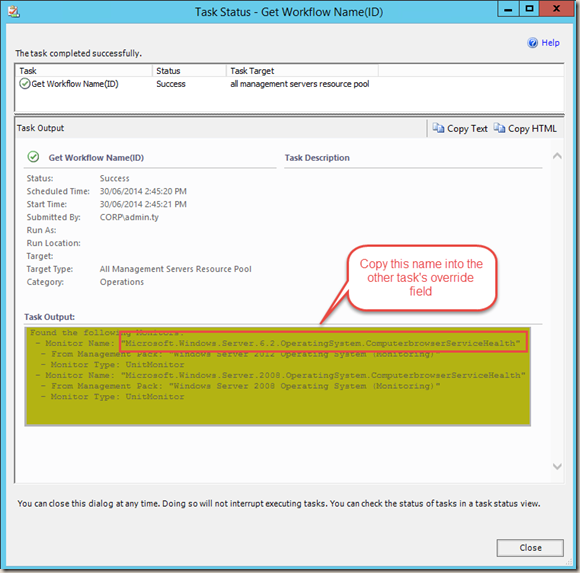 Task Status - Get Workflow Name(ID)
Help
The task completed successfully.
Task Status Task Target
Get Workflow Name(ID) Success all management servers resource pool
Task Output Copy Text Copy HTML
Get Workflow Name(ID) Task Description
Status: Success
Scheduled Time: 30/06/2014 2:45:20 PM
Start Time: 30/06/2014 2:45:21 PM
Submitted By: CORP\admin.ty
Run As:
Run Location:
Target:
Target Type: All Management Servers Resource Pool
Category: Operations
Copy this name into the
other task's override
field
Task Output:
Found the following Monitors:
- Monitor Name: "Microsoft.Windows.Server.6.2.OperatingSystem.ComputerbrowserServiceHealth"
- From Management Pack: "Windows Server 2012 Operating System (Monitoring)"
- Monitor Type: UnitMonitor
- Monitor Name: "Microsoft.Windows.Server.2008.OperatingSystem.ComputerbrowserServiceHealth"
- From Management Pack: "Windows Server 2008 Operating System (Monitoring)"
- Monitor Type: UnitMonitor
You can close this dialog at any time. Doing so will not interrupt executing tasks. You can check the status of tasks in a task status view.
Close